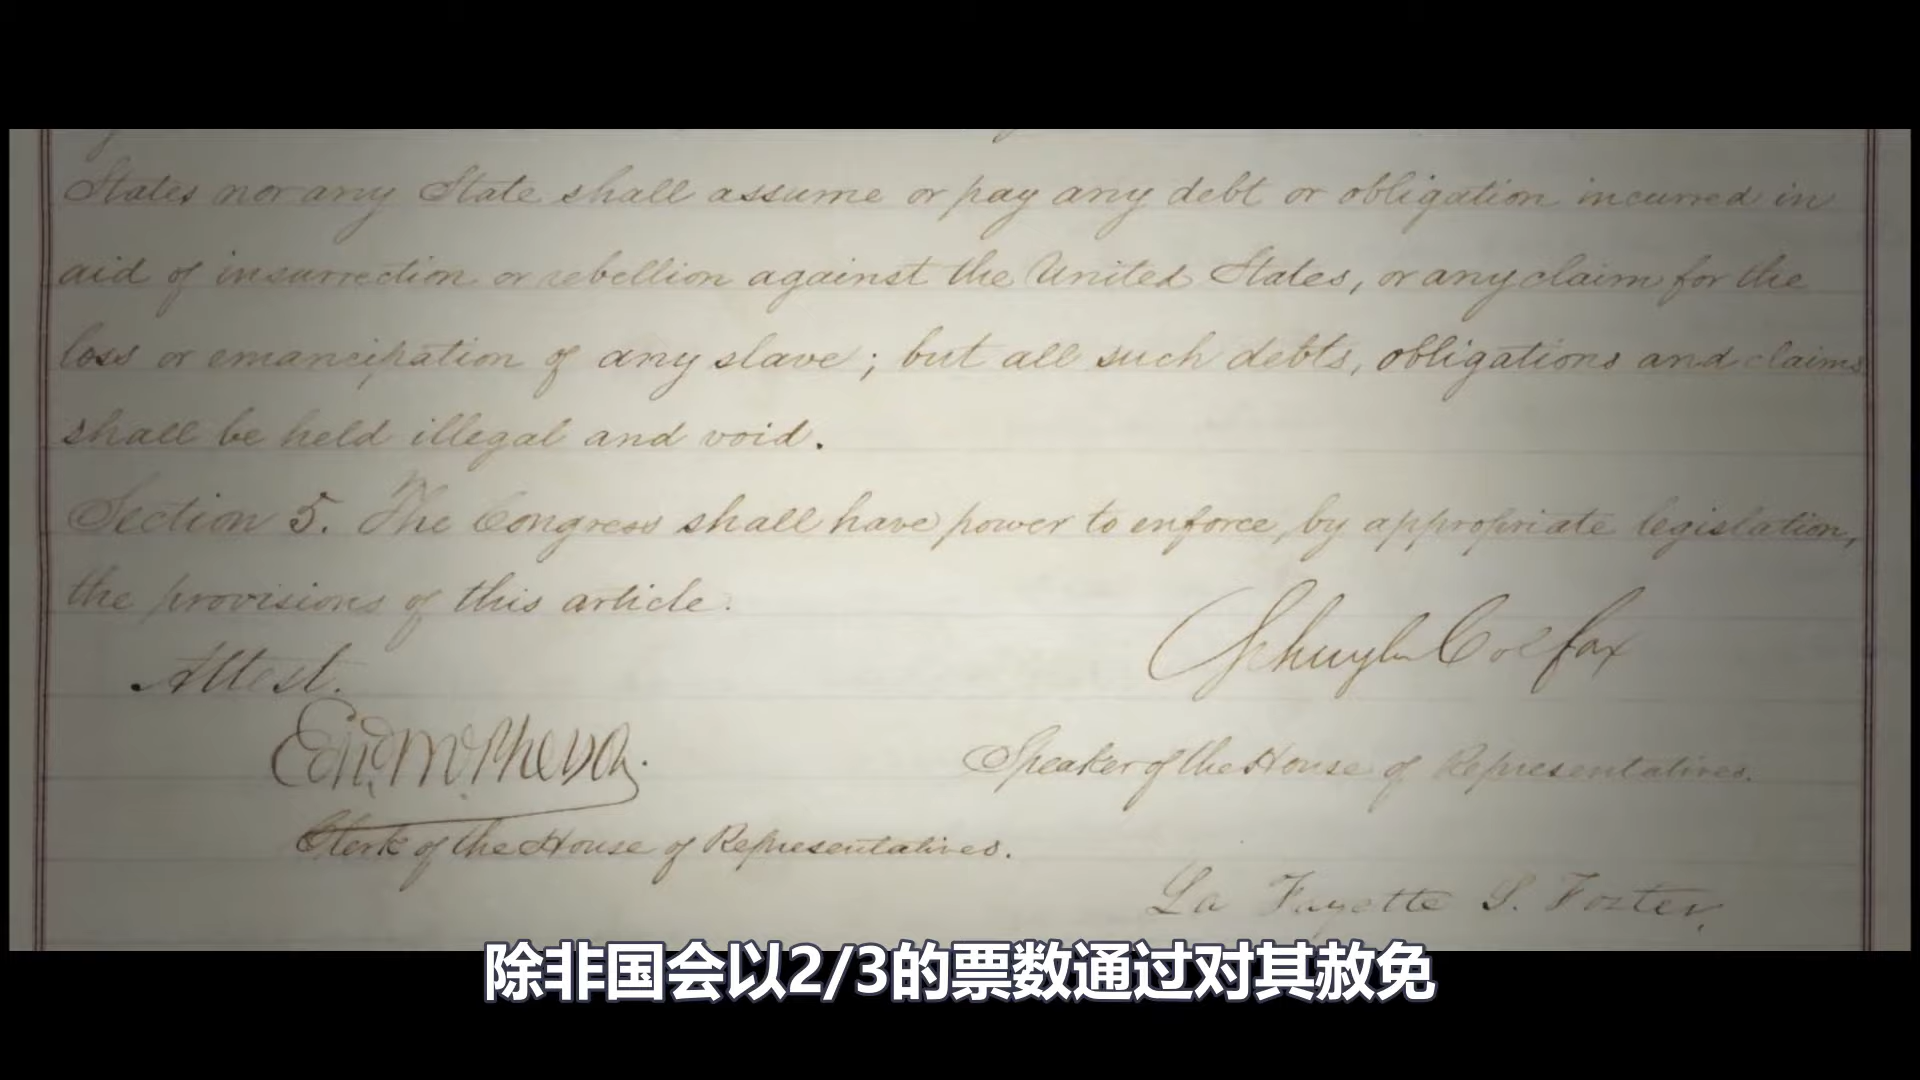 States nor any State shall assume or pay any debt or obligation incurred in
aid of insurrection or rebellion against the United States, or any claim for the
loss or emancipation of any slave; but all such debts, obligations and claims
shall be held illegal and void.
Section 5. The Congress shall have power to enforce, by appropriate legislation,
the provisions of this article.
Attest.
Schuyler Colfax
Edwd McPherson.
Speaker of the House of Representatives.
Clerk of the House of Representatives.
La Fayette S. Foster,
除非国会以2/3的票数通过对其赦免